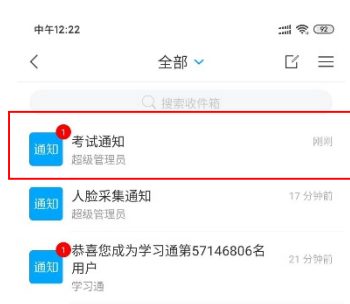 中午12:22
92
全部
搜索收件箱
通知
1
考试通知
刚刚
超级管理员
通知
人脸采集通知
17 分钟前
超级管理员
通知
1
恭喜您成为学习通第57146806名
用户
21 分钟前
学习通